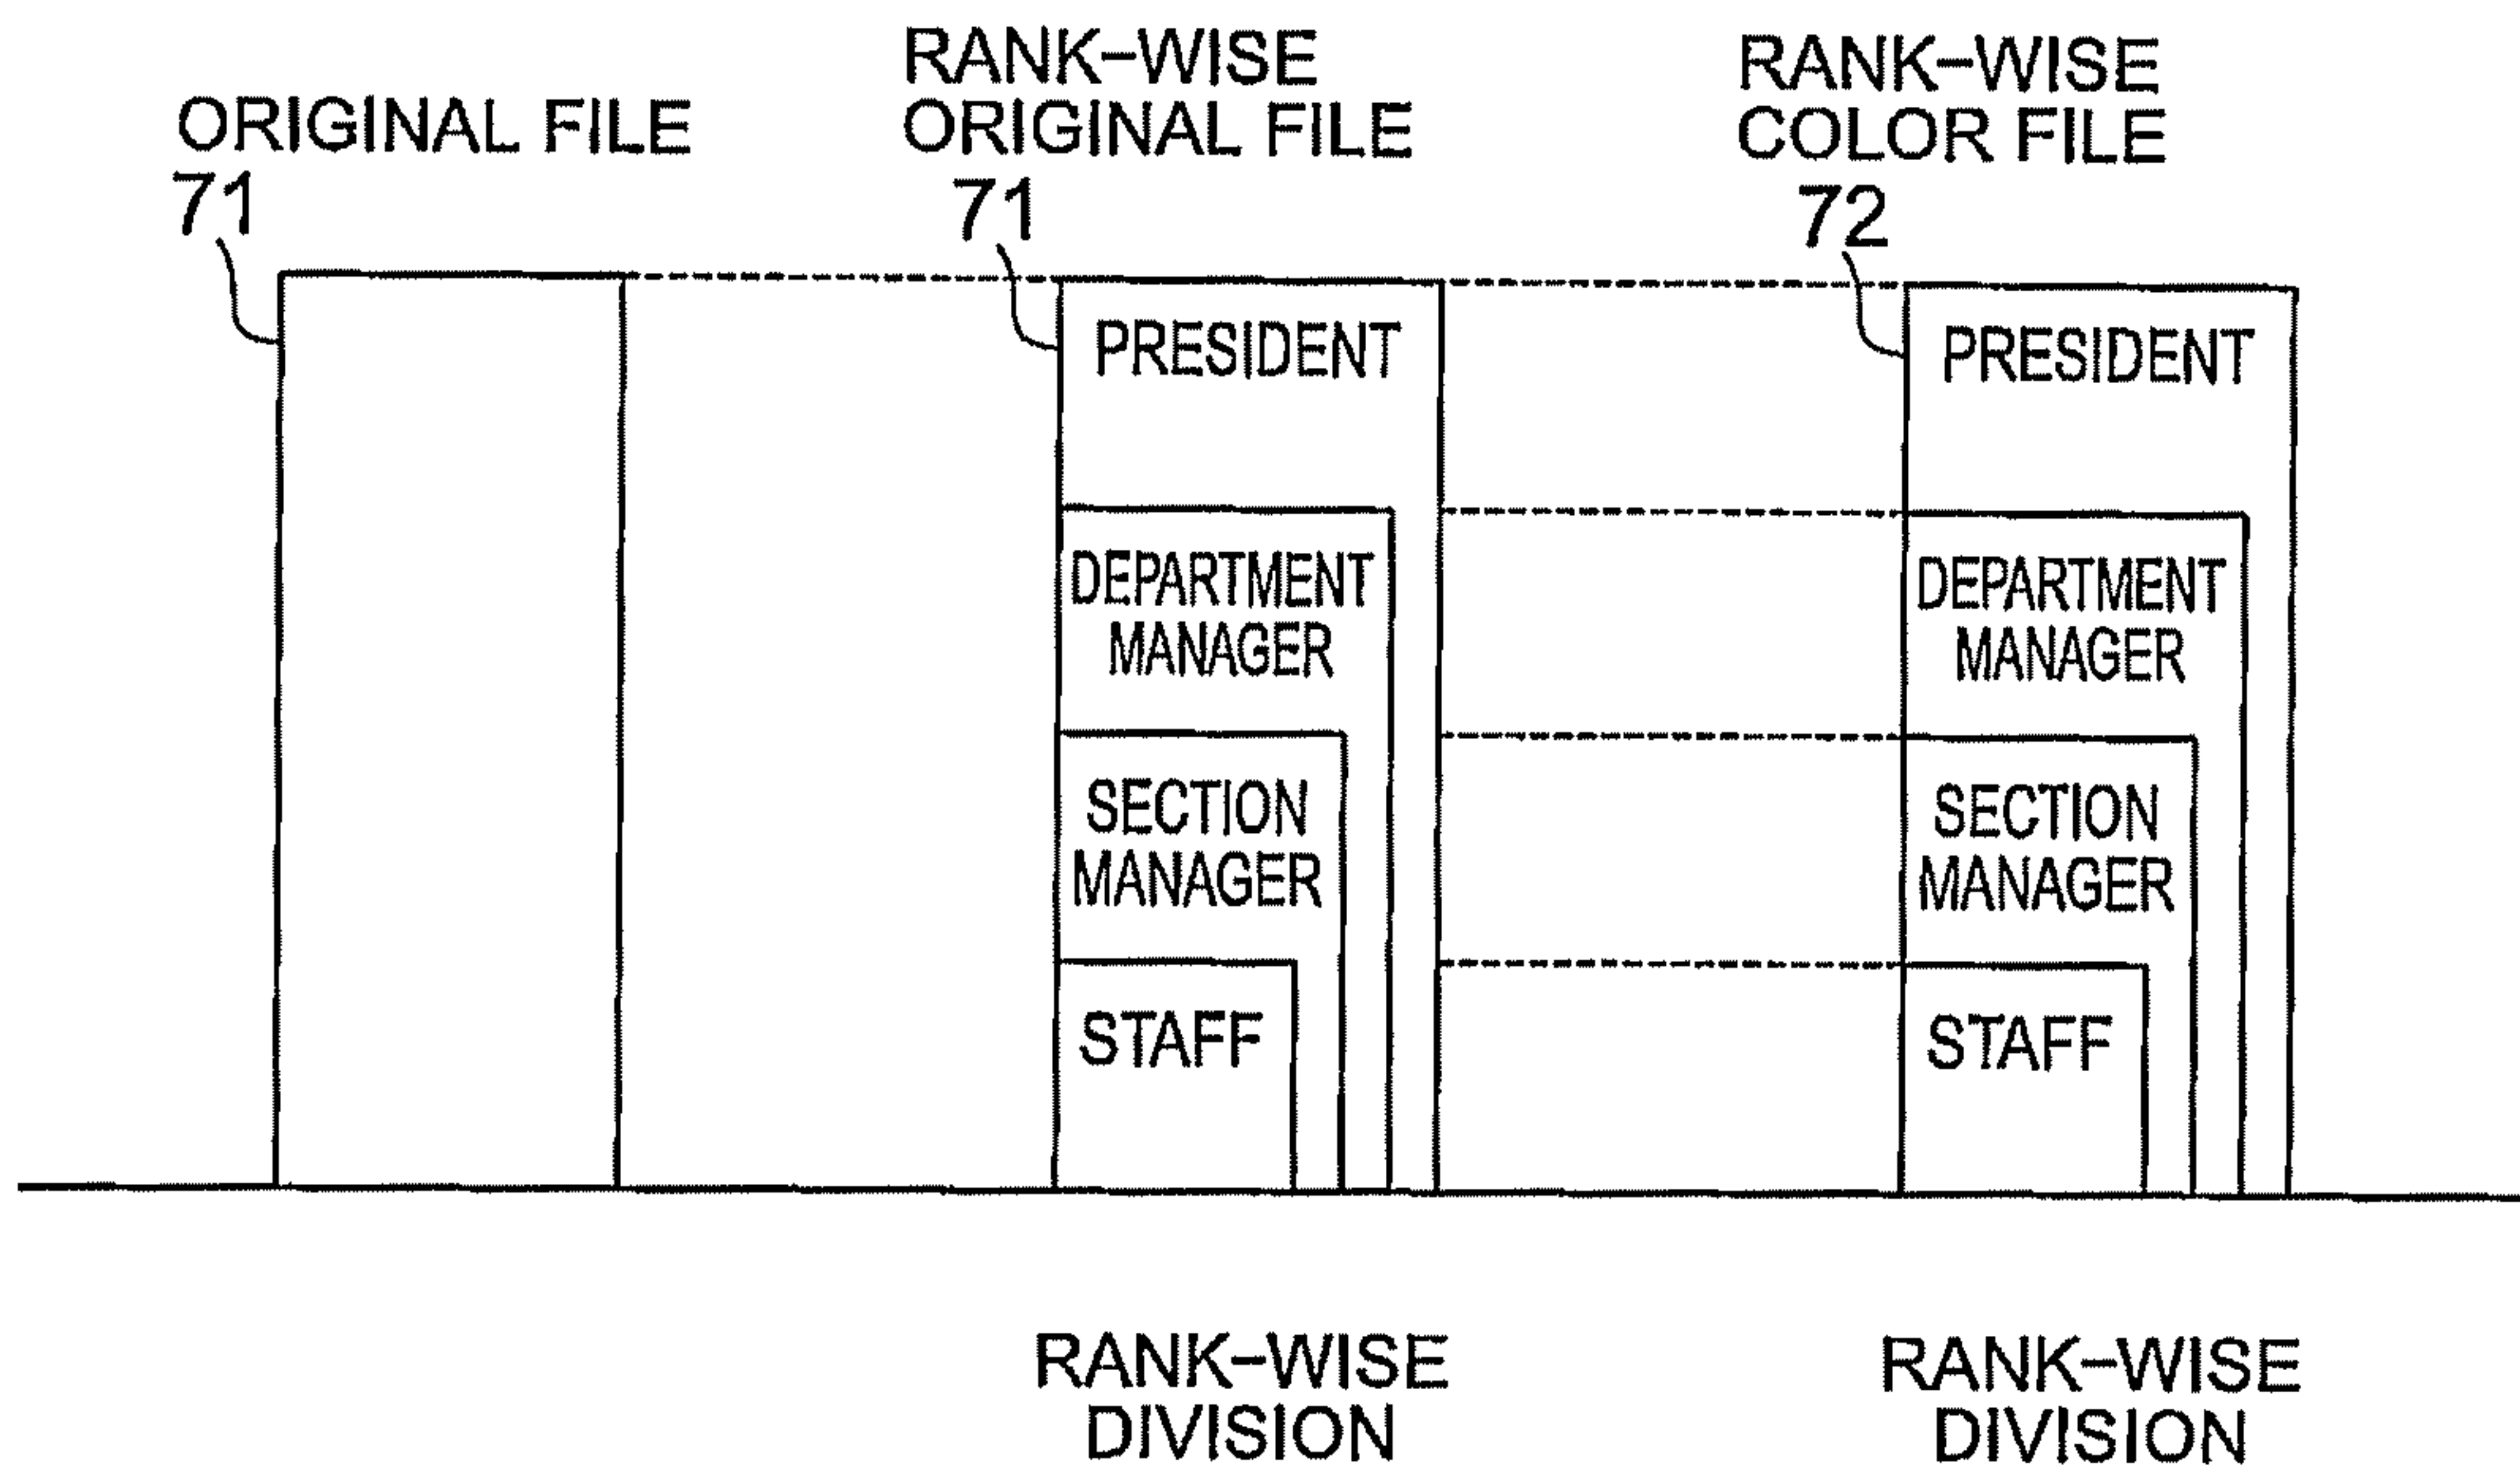 ORIGINAL FILE
71
RANK–WISE
ORIGINAL FILE
71
PRESIDENT
DEPARTMENT
MANAGER
SECTION
MANAGER
STAFF
RANK–WISE
DIVISION
RANK–WISE
COLOR FILE
72
PRESIDENT
DEPARTMENT
MANAGER
SECTION
MANAGER
STAFF
RANK–WISE
DIVISION